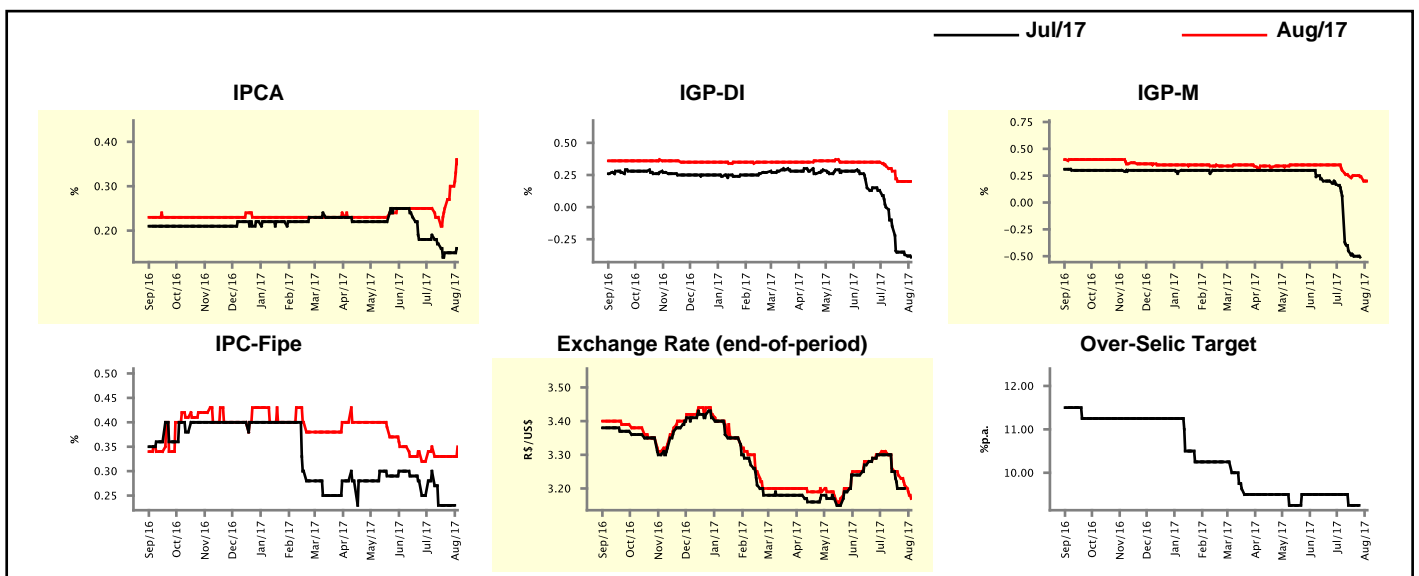 Jul/17 Aug/17
IPCA IGP-DI IGP-M
0.40
0.30
0.20
%
Sep/16 Oct/16 Nov/16 Dec/16 Jan/17 Feb/17 Mar/17 Apr/17 May/17 Jun/17 Jul/17 Aug/17
0.50
0.25
0.00
−0.25
%
Sep/16 Oct/16 Nov/16 Dec/16 Jan/17 Feb/17 Mar/17 Apr/17 May/17 Jun/17 Jul/17 Aug/17
0.75
0.50
0.25
0.00
−0.25
−0.50
%
Sep/16 Oct/16 Nov/16 Dec/16 Jan/17 Feb/17 Mar/17 Apr/17 May/17 Jun/17 Jul/17 Aug/17
IPC-Fipe Exchange Rate (end-of-period) Over-Selic Target
0.50
0.45
0.40
0.35
0.30
0.25
%
Sep/16 Oct/16 Nov/16 Dec/16 Jan/17 Feb/17 Mar/17 Apr/17 May/17 Jun/17 Jul/17 Aug/17
3.50
3.40
3.30
3.20
R$/US$
Sep/16 Oct/16 Nov/16 Dec/16 Jan/17 Feb/17 Mar/17 Apr/17 May/17 Jun/17 Jul/17 Aug/17
12.00
11.00
10.00
%p.a.
Sep/16 Oct/16 Nov/16 Dec/16 Jan/17 Feb/17 Mar/17 Apr/17 May/17 Jun/17 Jul/17 Aug/17